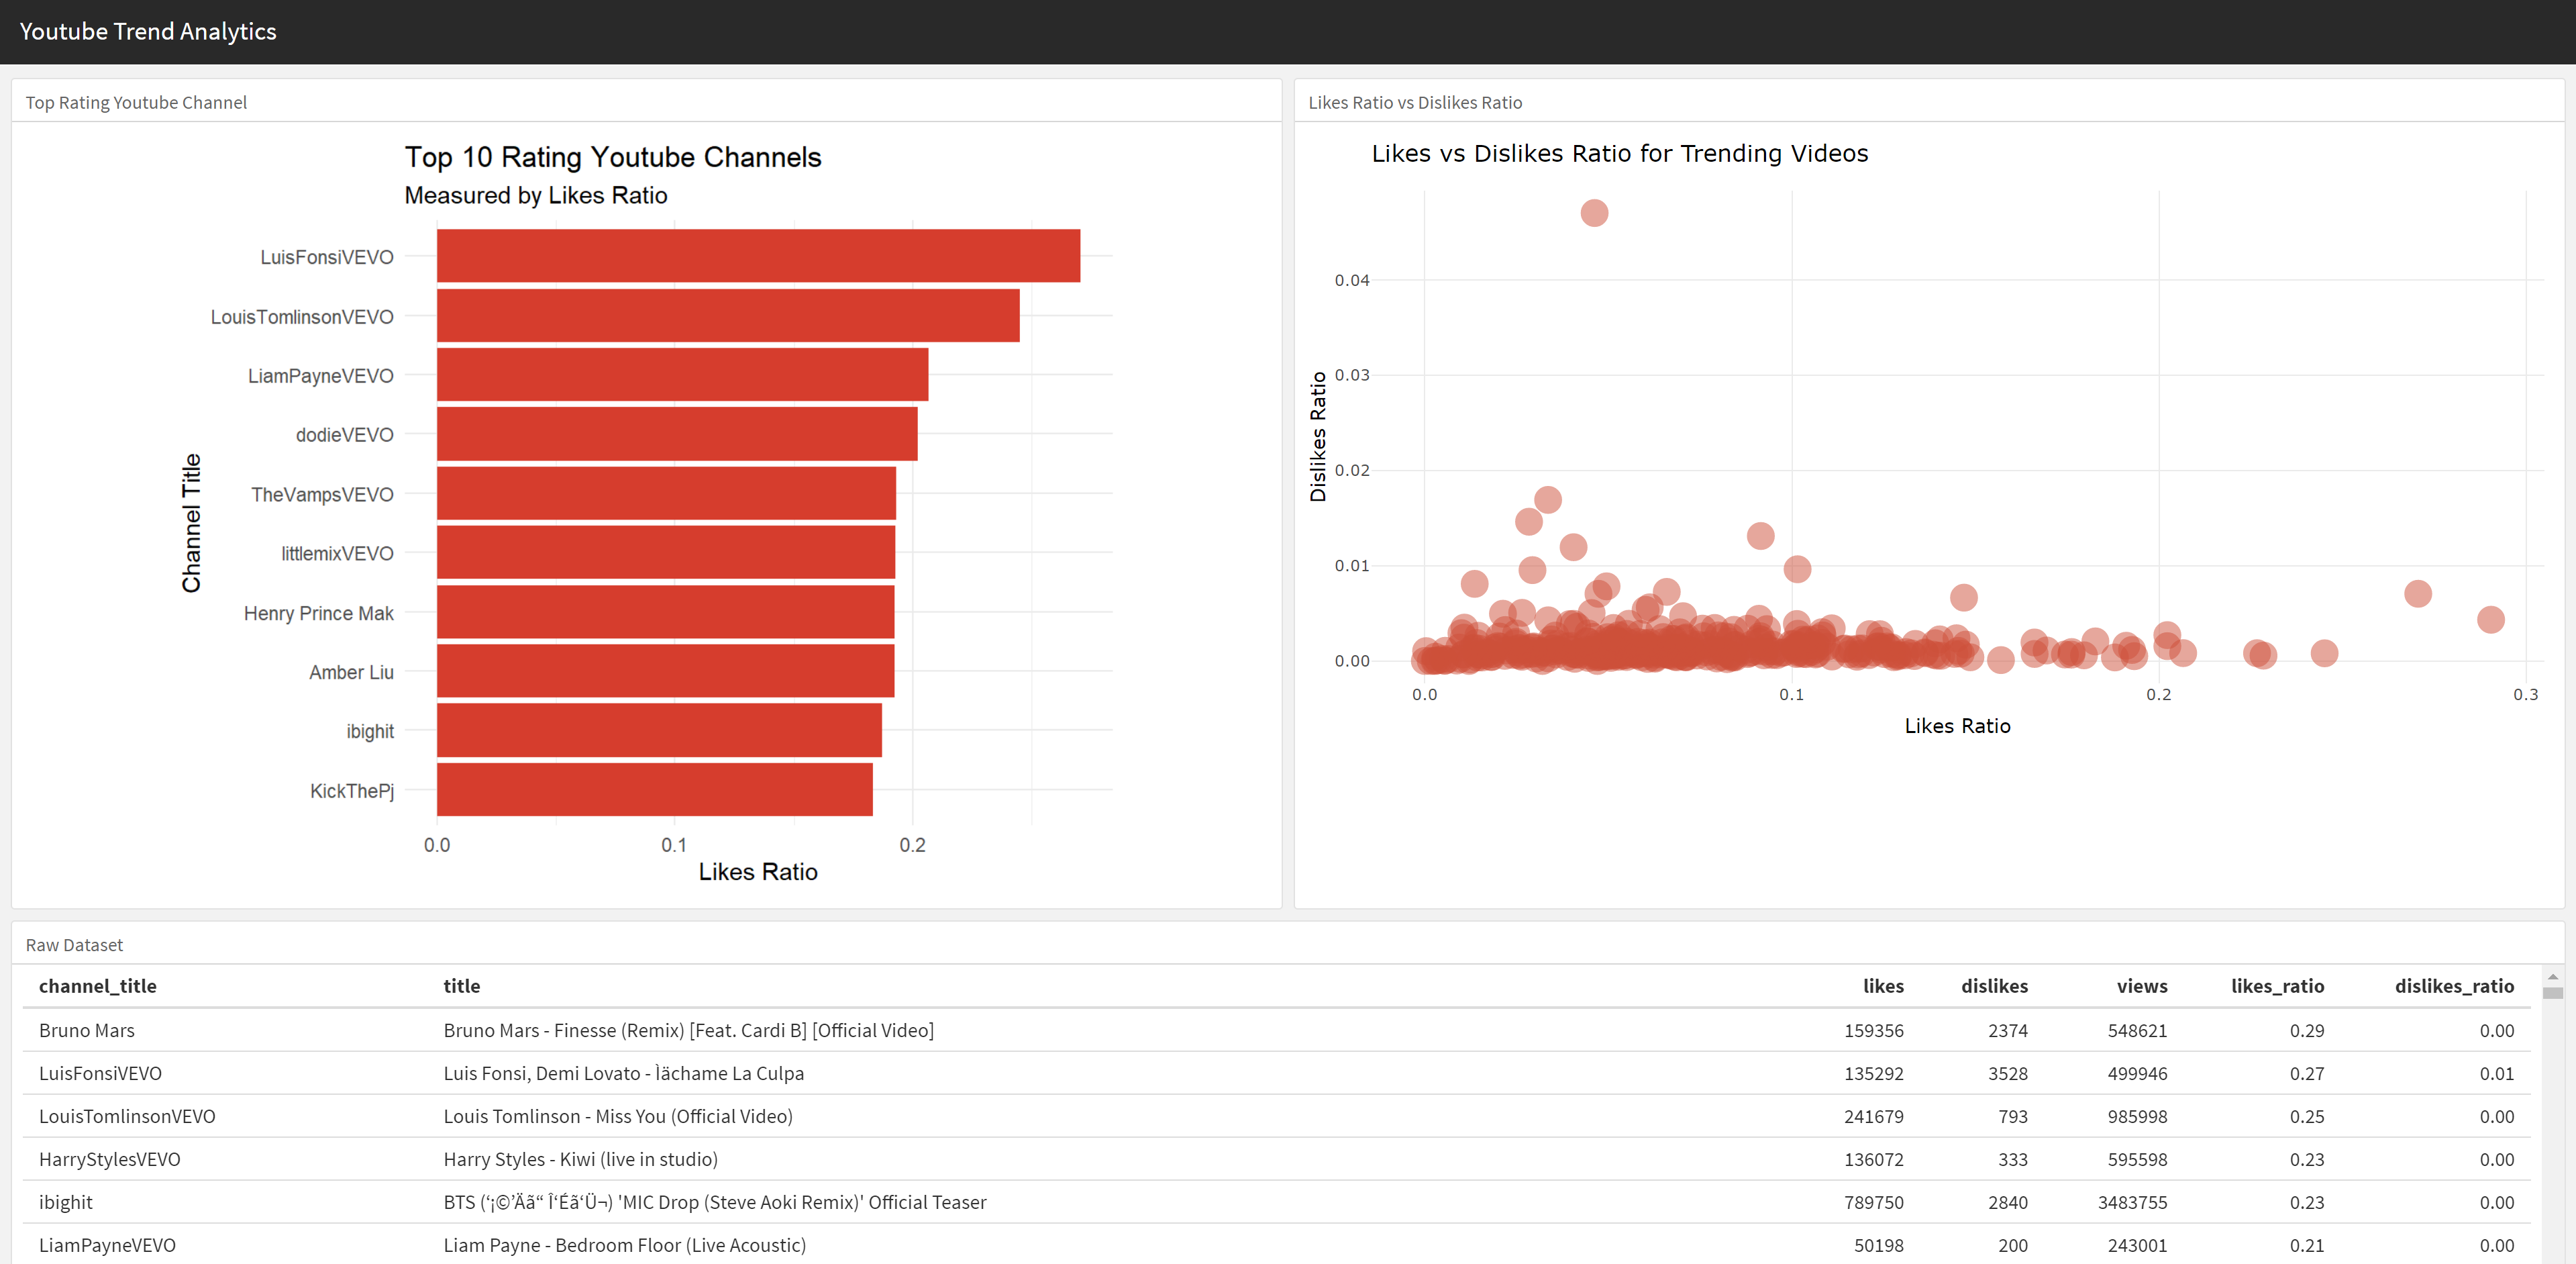 Youtube Trend Analytics
Top Rating Youtube Channel
Top 10 Rating Youtube Channels
Measured by Likes Ratio
Channel Title
LuisFonsiVEVO
LouisTomlinsonVEVO
LiamPayneVEVO
dodieVEVO
TheVampsVEVO
littlemixVEVO
Henry Prince Mak
Amber Liu
ibighit
KickThePj
0.0 0.1 0.2
Likes Ratio
Likes Ratio vs Dislikes Ratio
Likes vs Dislikes Ratio for Trending Videos
Dislikes Ratio
0.04
0.03
0.02
0.01
0.00
0.0 0.1 0.2 0.3
Likes Ratio
Raw Dataset
channel_title title likes dislikes views likes_ratio dislikes_ratio
Bruno Mars Bruno Mars - Finesse (Remix) [Feat. Cardi B] [Official Video] 159356 2374 548621 0.29 0.00
LuisFonsiVEVO Luis Fonsi, Demi Lovato - Ìächame La Culpa 135292 3528 499946 0.27 0.01
LouisTomlinsonVEVO Louis Tomlinson - Miss You (Official Video) 241679 793 985998 0.25 0.00
HarryStylesVEVO Harry Styles - Kiwi (live in studio) 136072 333 595598 0.23 0.00
ibighit BTS (‘¡©’Äã“ Î‘Éã‘Ü¬) 'MIC Drop (Steve Aoki Remix)' Official Teaser 789750 2840 3483755 0.23 0.00
LiamPayneVEVO Liam Payne - Bedroom Floor (Live Acoustic) 50198 200 243001 0.21 0.00